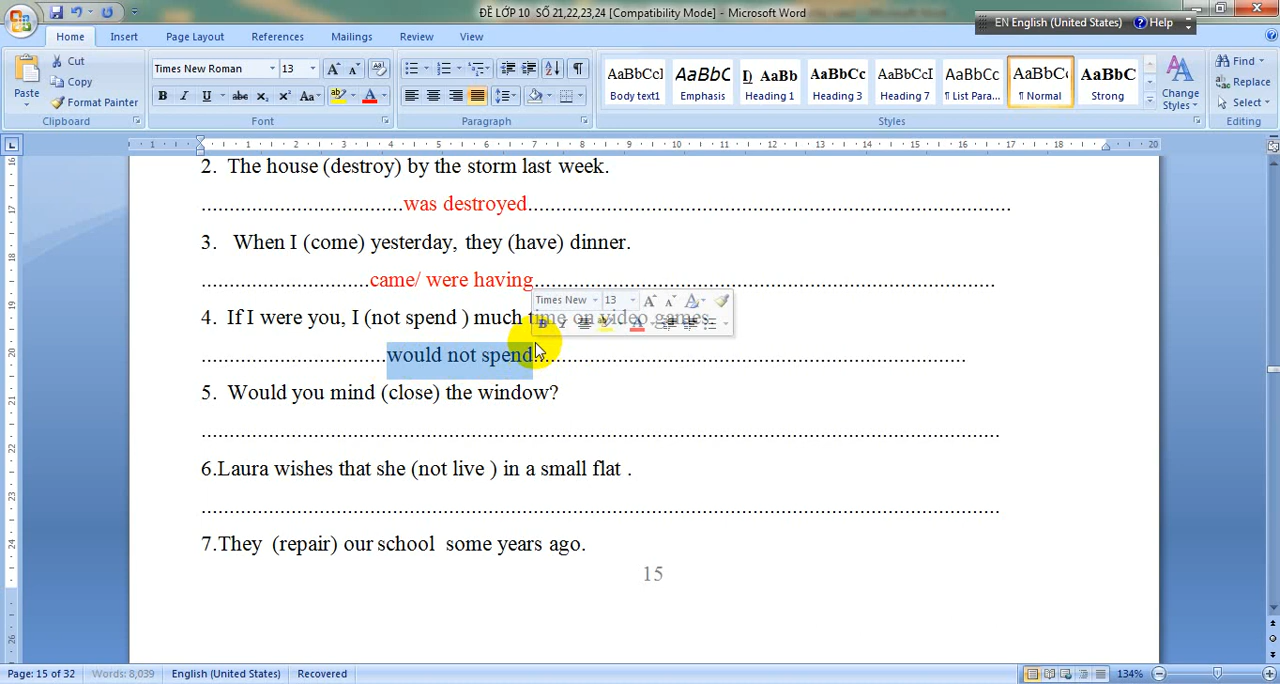 ĐỀ LỚP 10 SỐ 21,22,23,24 [Compatibility Mode] - Microsoft Word
EN English (United States) Help
Home Insert Page Layout References Mailings Review View
Paste Cut Copy Format Painter Clipboard
Times New Roman 13 Font
Paragraph
AaBbCcI AaBbC I) AaBb AaBbCc AaBbCcI AaBbCc AaBbCc AaBbC
Body text1 Emphasis Heading 1 Heading 3 Heading 7 ¶ List Para... ¶ Normal Strong
Change Styles Styles
Find Replace Select Editing
2. The house (destroy) by the storm last week.
....................................was destroyed.......................................................................................
3. When I (come) yesterday, they (have) dinner.
..............................came/ were having...................................................................................
Times New 13
4. If I were you, I (not spend ) much time on video games.
.................................would not spend.............................................................................
5. Would you mind (close) the window?
..............................................................................................................................................
6.Laura wishes that she (not live ) in a small flat .
..............................................................................................................................................
7.They (repair) our school some years ago.
15
Page: 15 of 32 Words: 8,039 English (United States) Recovered 134%